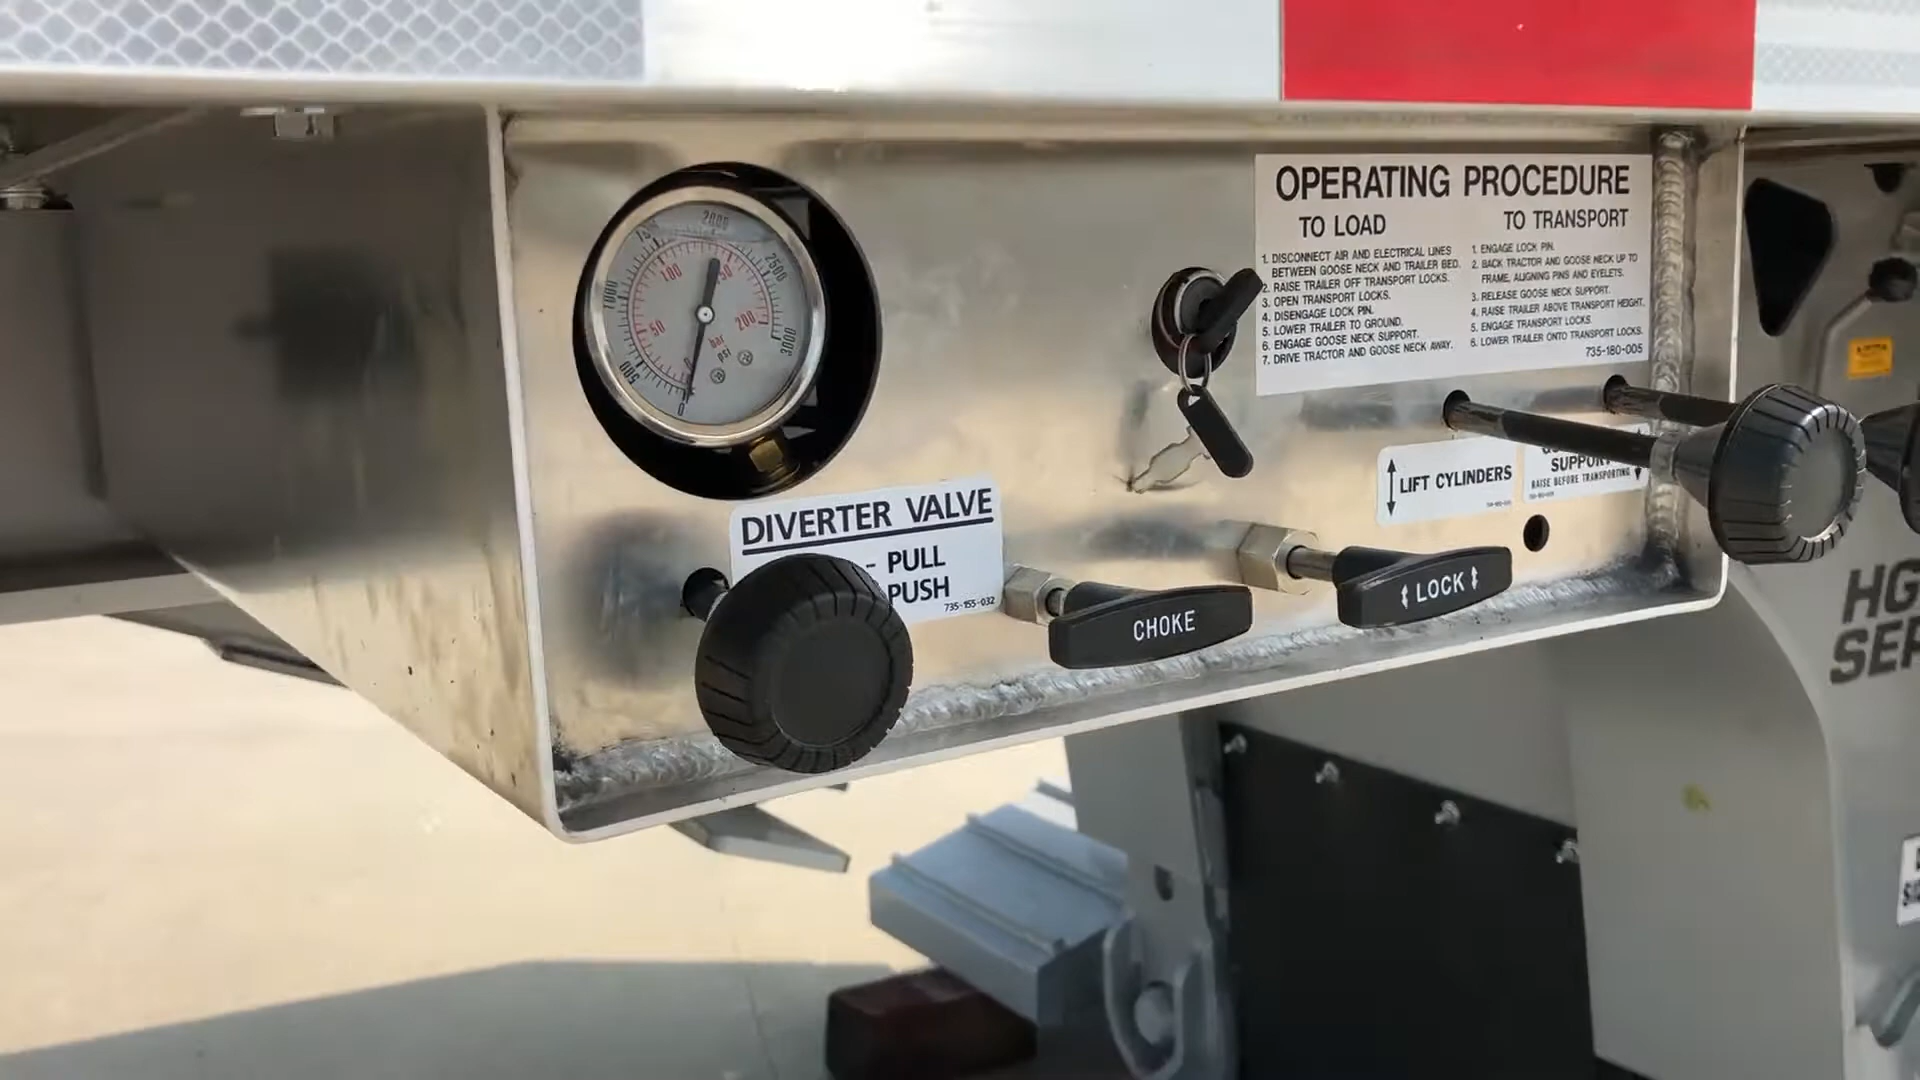 2000
2500
1000
3000
500
0
100
50
200
0
bar
psi
OPERATING PROCEDURE
TO LOAD
1. DISCONNECT AIR AND ELECTRICAL LINES
BETWEEN GOOSE NECK AND TRAILER BED.
2. RAISE TRAILER OFF TRANSPORT LOCKS.
3. OPEN TRANSPORT LOCKS.
4. DISENGAGE LOCK PIN.
5. LOWER TRAILER TO GROUND.
6. ENGAGE GOOSE NECK SUPPORT.
7. DRIVE TRACTOR AND GOOSE NECK AWAY.
TO TRANSPORT
1. ENGAGE LOCK PIN.
2. BACK TRACTOR AND GOOSE NECK UP TO
FRAME, ALIGNING PINS AND EYELETS.
3. RELEASE GOOSE NECK SUPPORT.
4. RAISE TRAILER ABOVE TRANSPORT HEIGHT.
5. ENGAGE TRANSPORT LOCKS.
6. LOWER TRAILER ONTO TRANSPORT LOCKS.
735-180-005
LIFT CYLINDERS
SUPPORT
RAISE BEFORE TRANSPORTING
DIVERTER VALVE
- PULL
PUSH
735-155-032
CHOKE
LOCK
HG
SER